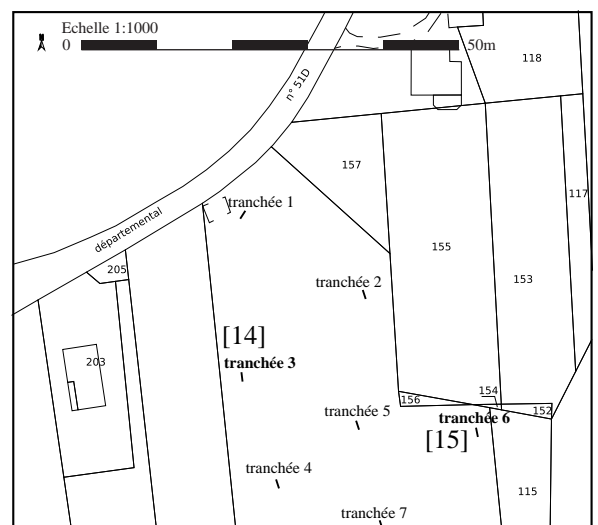 Echelle 1:1000
0 50m
118
n° 51D
157
117
tranchée 1
départemental
155
205
153
tranchée 2
[14]
203
tranchée 3
154
156
tranchée 5
152
tranchée 6
[15]
tranchée 4
115
tranchée 7